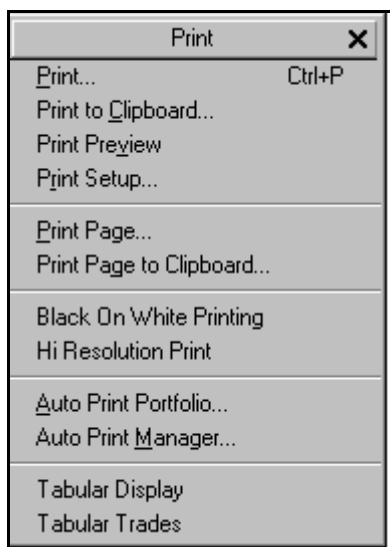 Print
Print... Ctrl+P
Print to Clipboard...
Print Preview
Print Setup...
Print Page...
Print Page to Clipboard...
Black On White Printing
Hi Resolution Print
Auto Print Portfolio...
Auto Print Manager...
Tabular Display
Tabular Trades